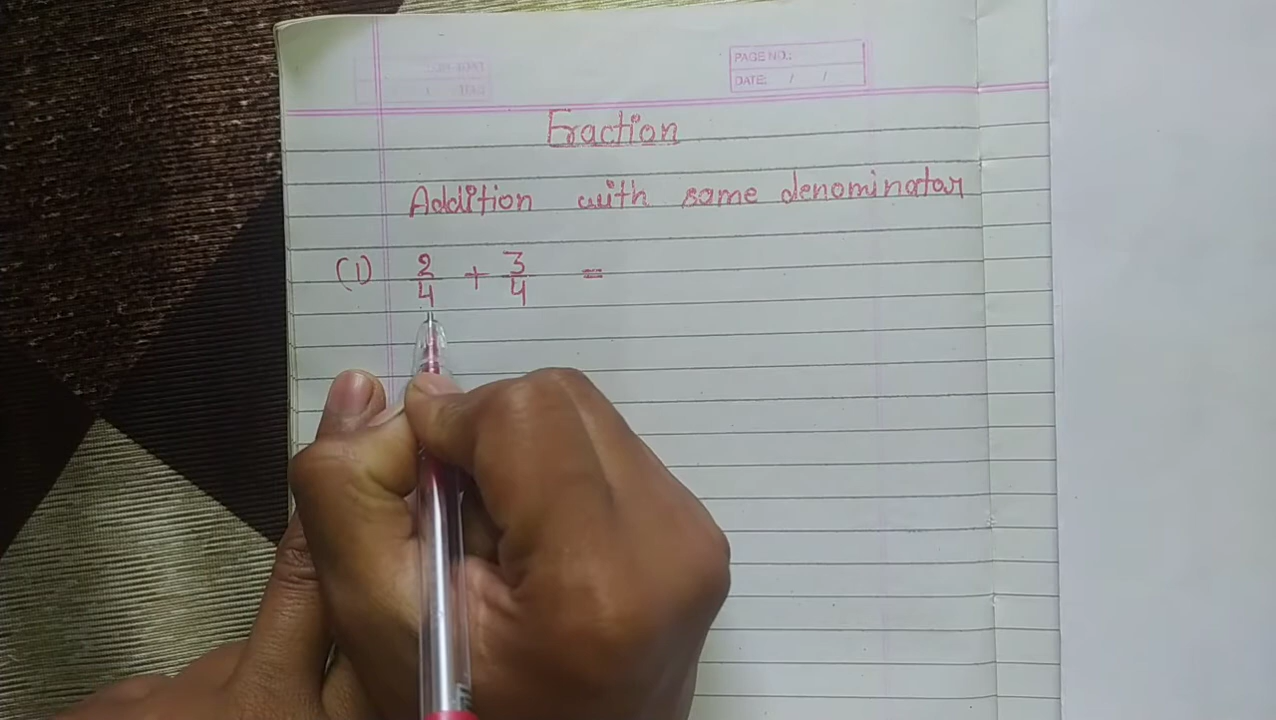 PAGE NO.:
DATE: / /
Fraction
Addition with same denominator
(1) 2/4 + 3/4 =